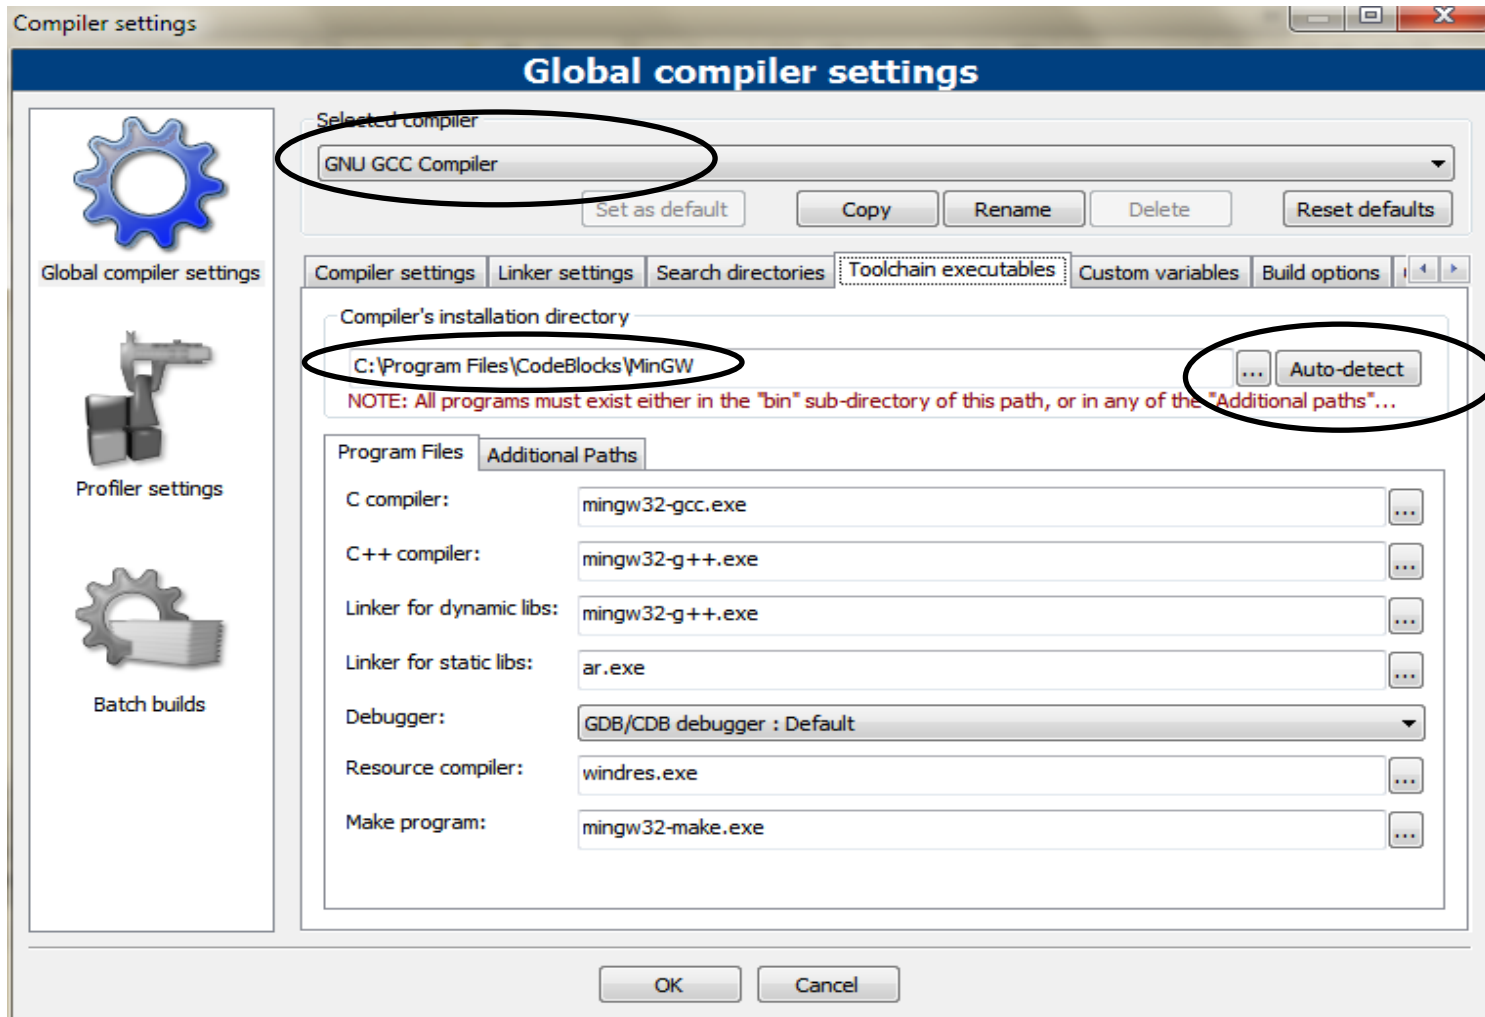 Compiler settings
Global compiler settings
Selected compiler
GNU GCC Compiler
Set as default
Copy
Rename
Delete
Reset defaults
Global compiler settings
Profiler settings
Batch builds
Compiler settings
Linker settings
Search directories
Toolchain executables
Custom variables
Build options
Compiler's installation directory
C:\Program Files\CodeBlocks\MinGW
...
Auto-detect
NOTE: All programs must exist either in the "bin" sub-directory of this path, or in any of the "Additional paths"...
Program Files
Additional Paths
C compiler:
mingw32-gcc.exe
...
C++ compiler:
mingw32-g++.exe
...
Linker for dynamic libs:
mingw32-g++.exe
...
Linker for static libs:
ar.exe
...
Debugger:
GDB/CDB debugger : Default
Resource compiler:
windres.exe
...
Make program:
mingw32-make.exe
...
OK
Cancel